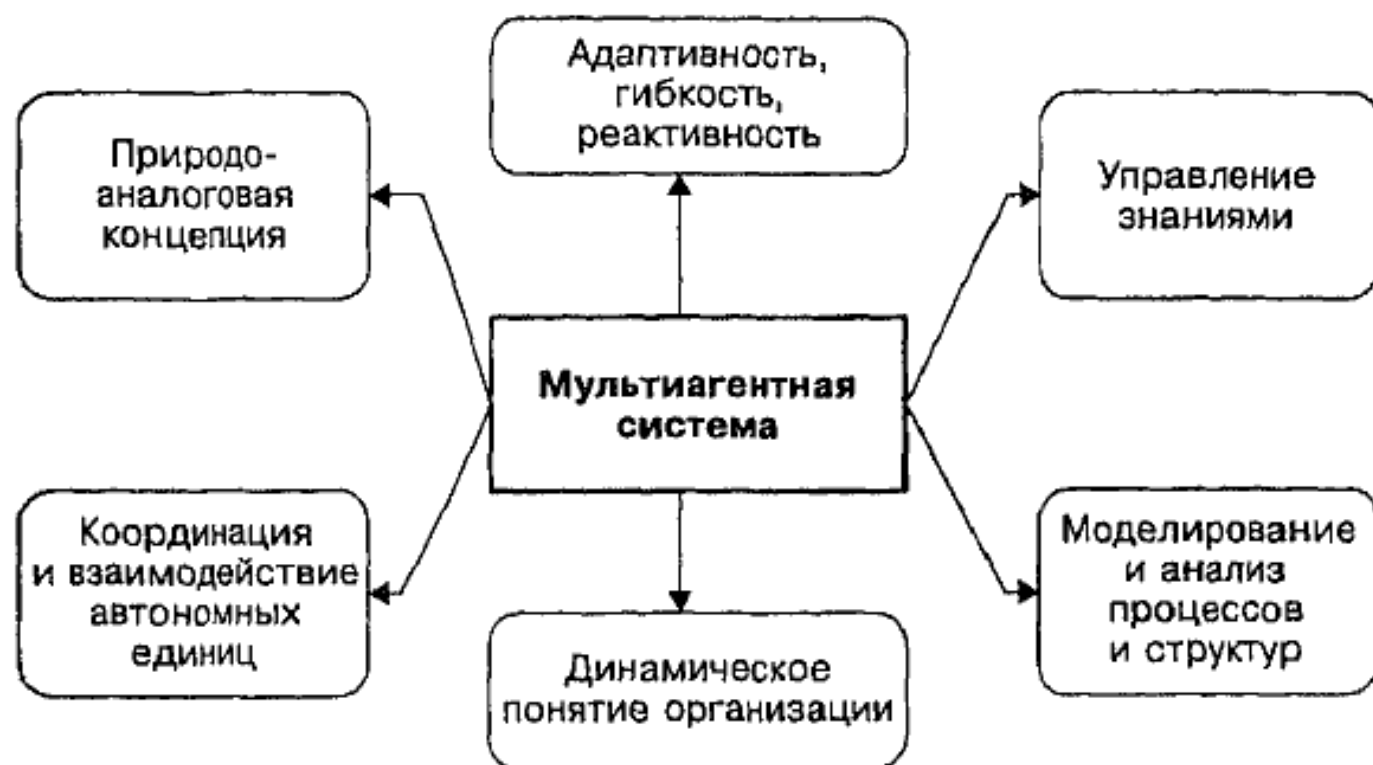 Адаптивность,
гибкость,
реактивность
Природо-
аналоговая
концепция
Управление
знаниями
Мультиагентная
система
Координация
и взаимодействие
автономных
единиц
Моделирование
и анализ
процессов
и структур
Динамическое
понятие организации